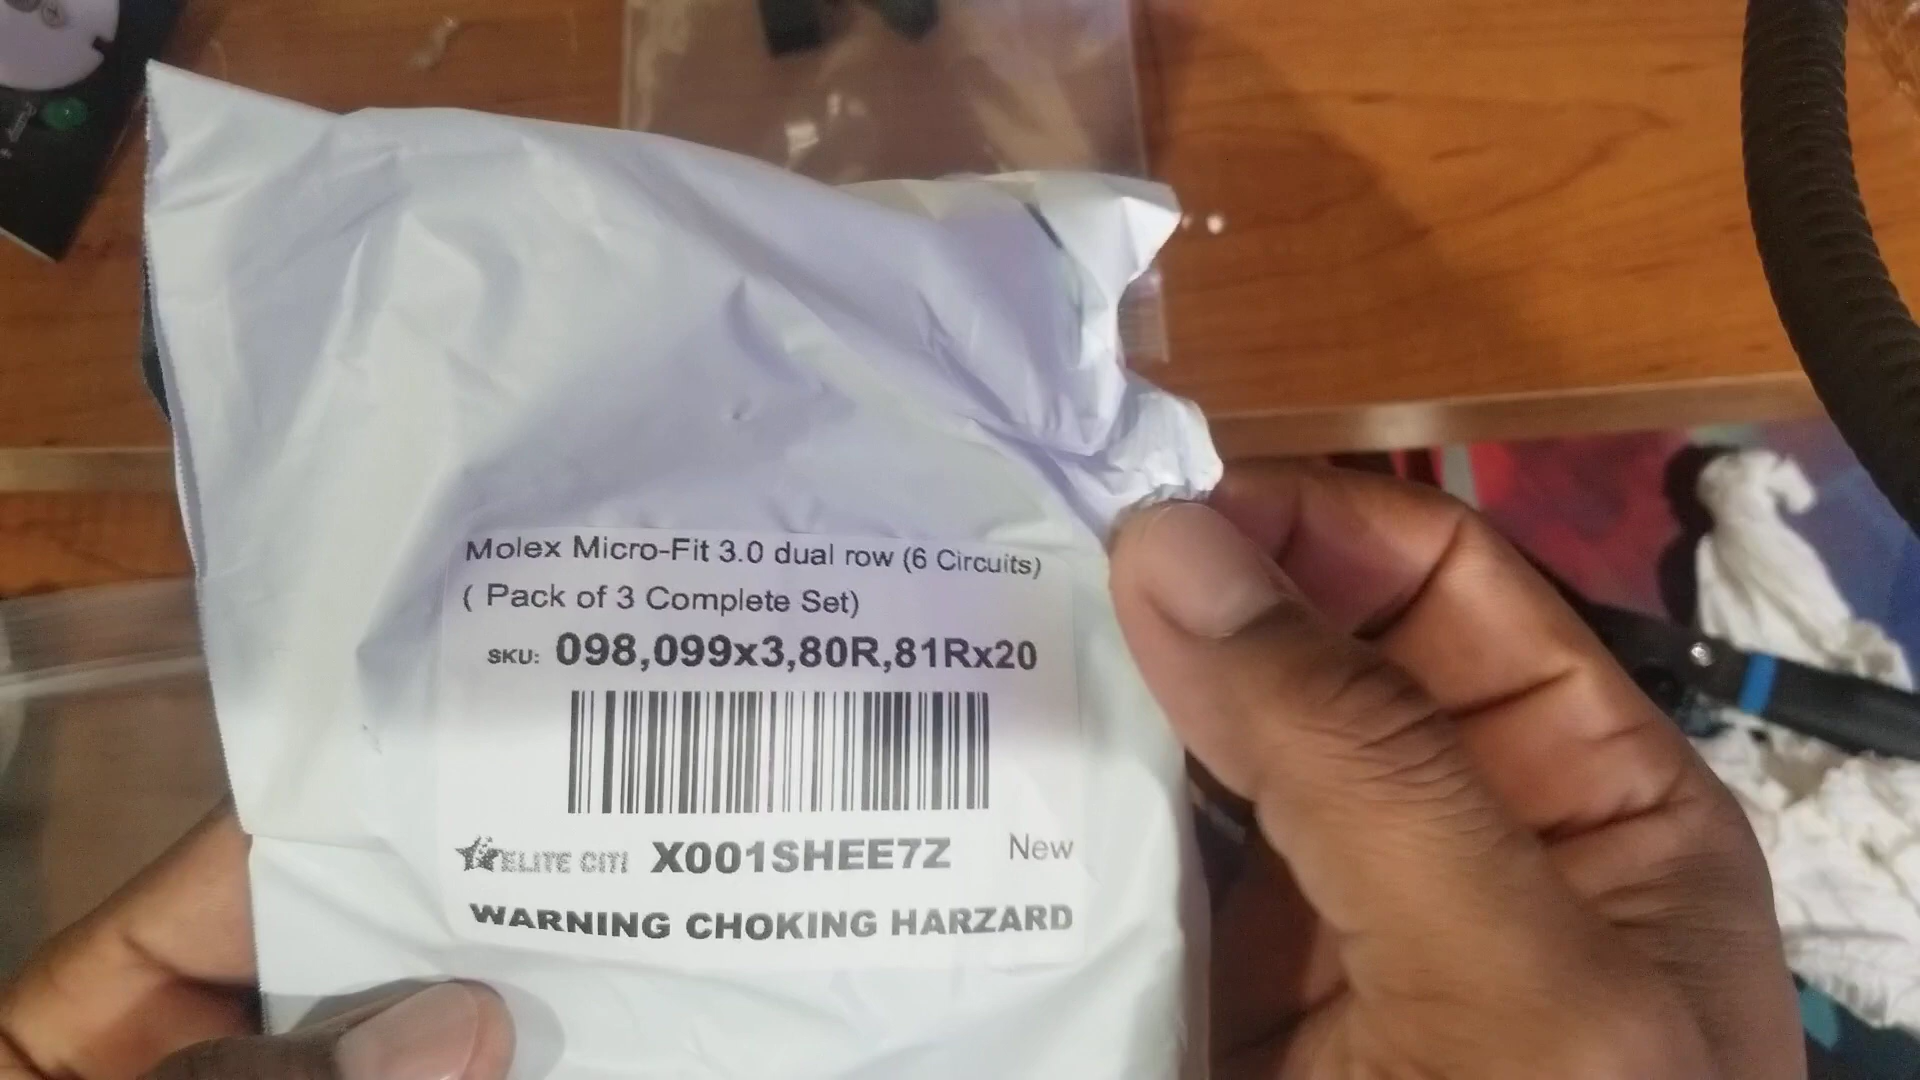 Molex Micro-Fit 3.0 dual row (6 Circuits)
( Pack of 3 Complete Set)
SKU: 098,099x3,80R,81Rx20
ELITE CITI X001SHEE7Z New
WARNING CHOKING HARZARD